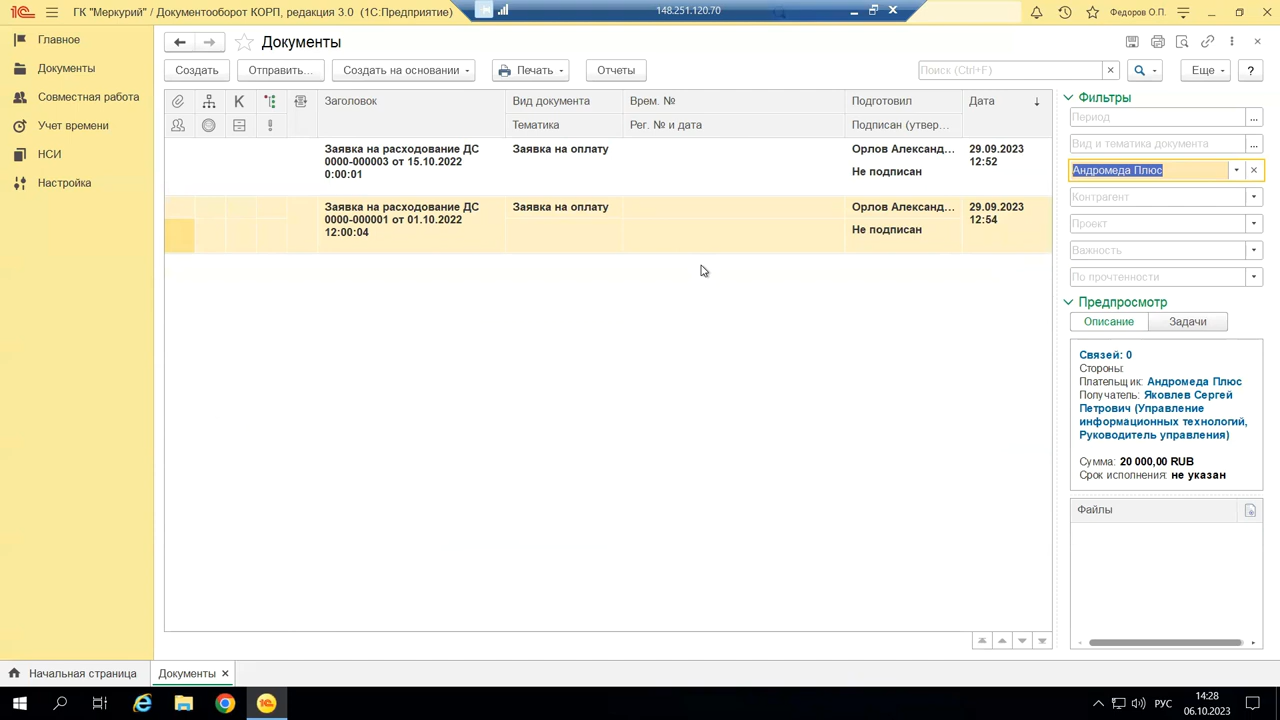 ГК "Меркурий" / Документооборот КОРП, редакция 3.0 (1С:Предприятие)
148.251.120.70
Федоров О.П.
Главное
Документы
Совместная работа
Учет времени
НСИ
Настройка
Документы
Создать
Отправить...
Создать на основании
Печать
Отчеты
Поиск (Ctrl+F)
Еще
?
К
Заголовок
Вид документа
Врем. №
Подготовил
Дата
Тематика
Рег. № и дата
Подписан (утвер...
Заявка на расходование ДС
0000-000003 от 15.10.2022
0:00:01
Заявка на оплату
Орлов Александ...
Не подписан
29.09.2023
12:52
Заявка на расходование ДС
0000-000001 от 01.10.2022
12:00:04
Заявка на оплату
Орлов Александ...
Не подписан
29.09.2023
12:54
Фильтры
Период
Вид и тематика документа
Андромеда Плюс
Контрагент
Проект
Важность
По прочтенности
Предпросмотр
Описание
Задачи
Связей: 0
Стороны:
Плательщик: Андромеда Плюс
Получатель: Яковлев Сергей
Петрович (Управление
информационных технологий,
Руководитель управления)
Сумма: 20 000,00 RUB
Срок исполнения: не указан
Файлы
Начальная страница
Документы
РУС
14:28
06.10.2023